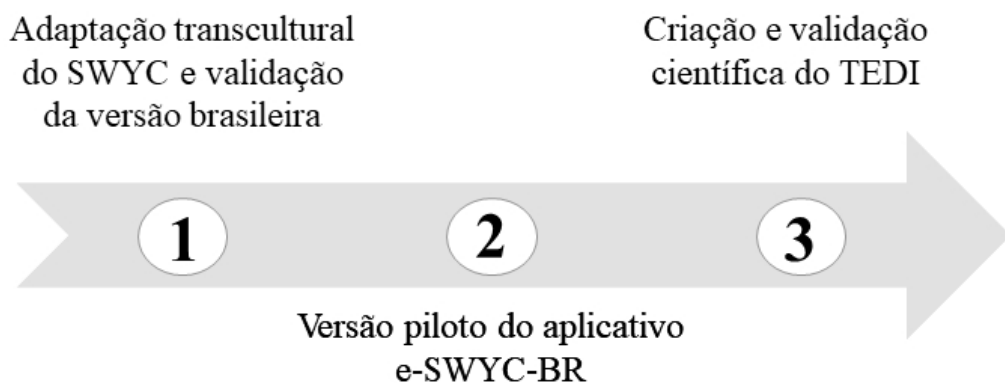 Adaptação transcultural
do SWYC e validação
da versão brasileira
Criação e validação
científica do TEDI
1
2
3
Versão piloto do aplicativo
e-SWYC-BR